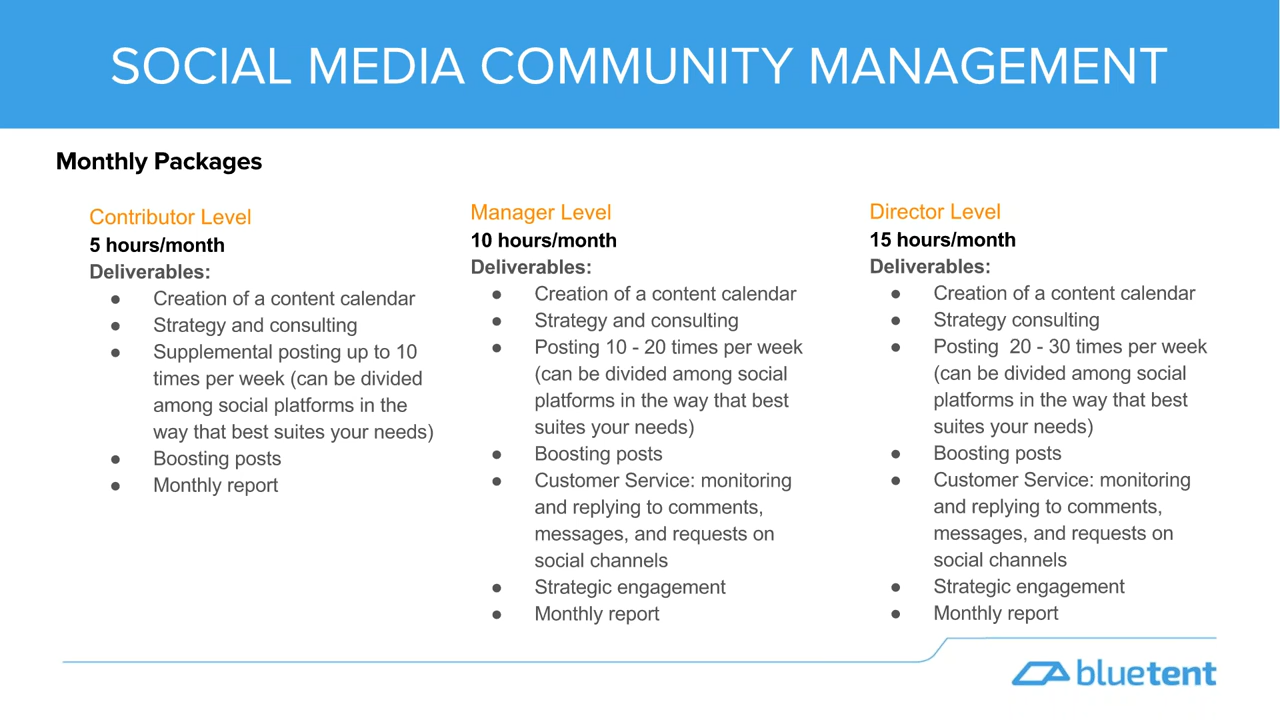 SOCIAL MEDIA COMMUNITY MANAGEMENT
Monthly Packages
Contributor Level
5 hours/month
Deliverables:
● Creation of a content calendar
● Strategy and consulting
● Supplemental posting up to 10
times per week (can be divided
among social platforms in the
way that best suites your needs)
● Boosting posts
● Monthly report
Manager Level
10 hours/month
Deliverables:
● Creation of a content calendar
● Strategy and consulting
● Posting 10 - 20 times per week
(can be divided among social
platforms in the way that best
suites your needs)
● Boosting posts
● Customer Service: monitoring
and replying to comments,
messages, and requests on
social channels
● Strategic engagement
● Monthly report
Director Level
15 hours/month
Deliverables:
● Creation of a content calendar
● Strategy consulting
● Posting  20 - 30 times per week
(can be divided among social
platforms in the way that best
suites your needs)
● Boosting posts
● Customer Service: monitoring
and replying to comments,
messages, and requests on
social channels
● Strategic engagement
● Monthly report
bluetent